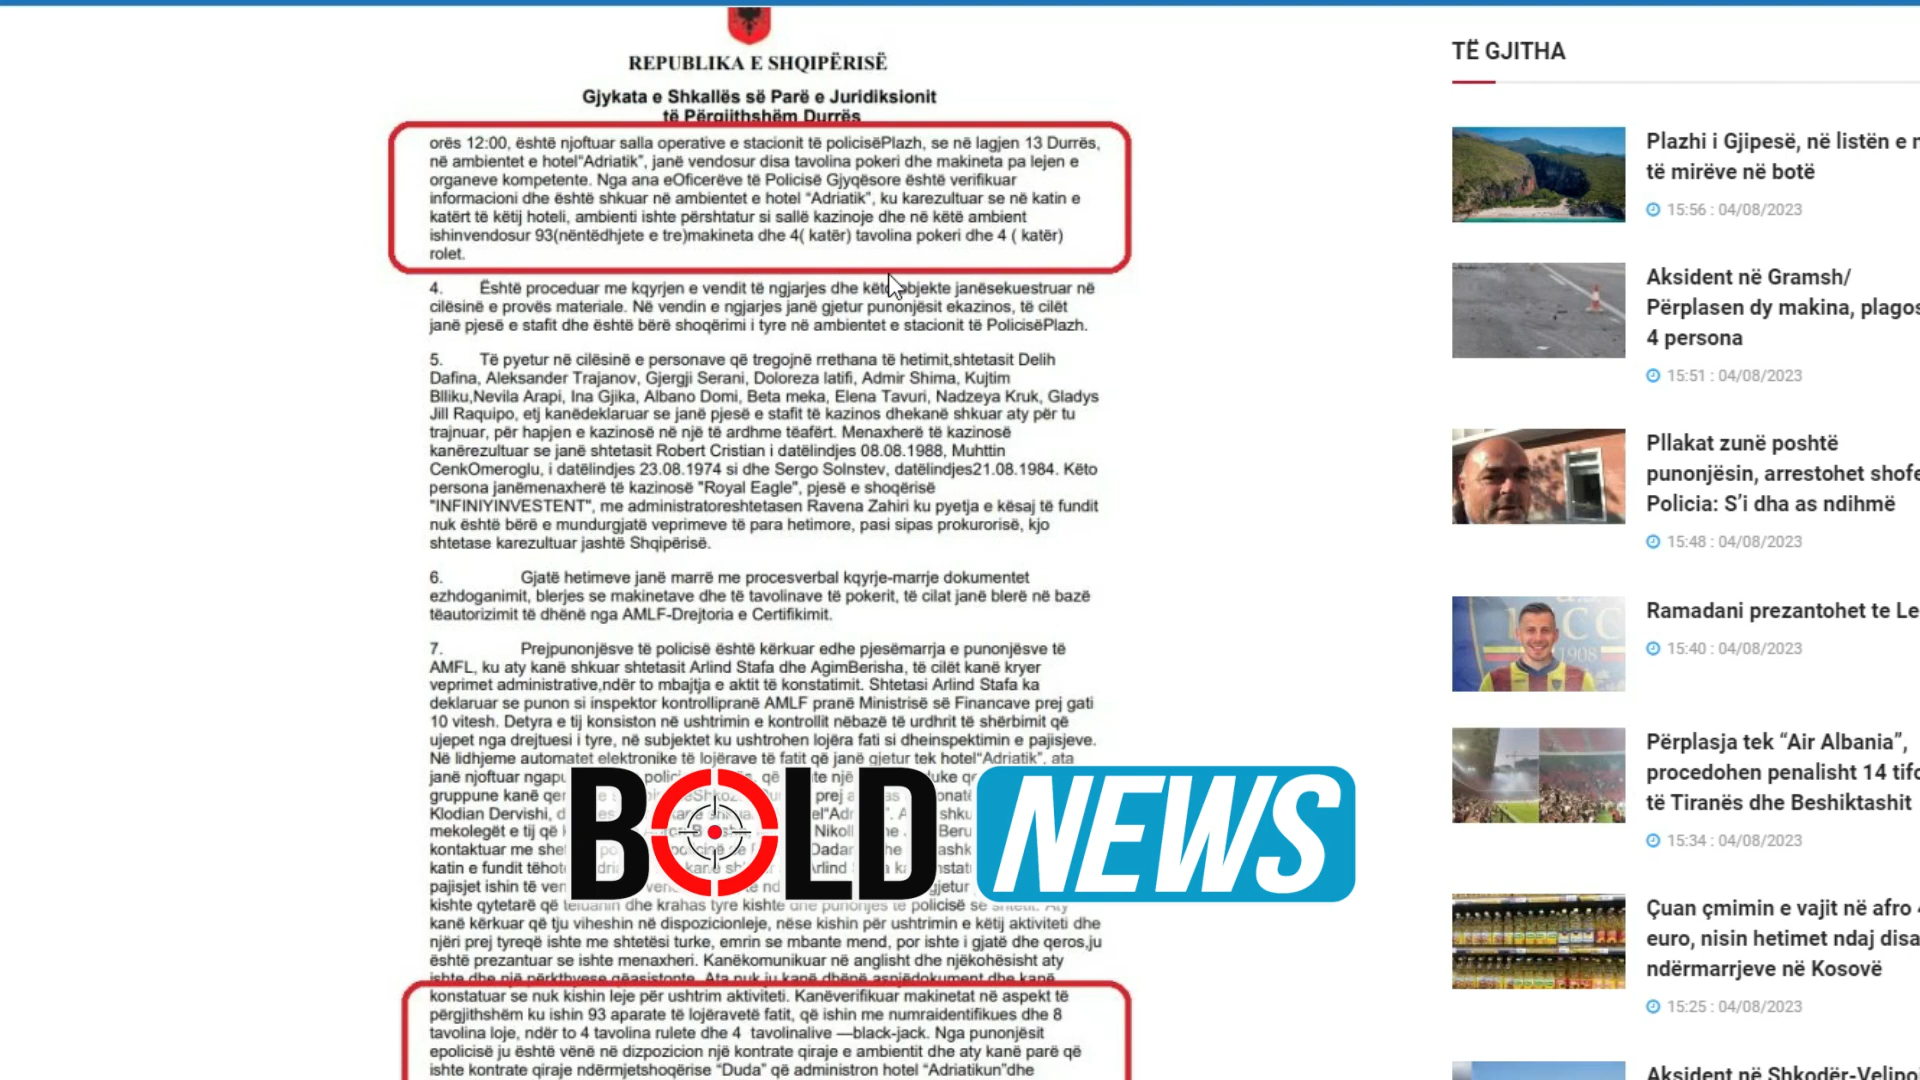 REPUBLIKA E SHQIPËRISË
Gjykata e Shkallës së Parë e Juridiksionit
të Përgjithshëm Durrës
orës 12:00, është njoftuar salla operative e stacionit të policisëPlazh, se në lagjen 13 Durrës,
në ambientet e hotel“Adriatik”, janë vendosur disa tavolina pokeri dhe makineta pa lejen e
organeve kompetente. Nga ana eOficerëve të Policisë Gjyqësore është verifikuar
informacioni dhe është shkuar në ambientet e hotel “Adriatik”, ku karezultuar se në katin e
katërt të këtij hoteli, ambienti ishte përshtatur si sallë kazinoje dhe në këtë ambient
ishinvendosur 93(nëntëdhjete e tre)makineta dhe 4( katër) tavolina pokeri dhe 4 ( katër)
rolet.
4. Është proceduar me kqyrjen e vendit të ngjarjes dhe këto objekte janësekuestruar në
cilësinë e provës materiale. Në vendin e ngjarjes janë gjetur punonjësit ekazinos, të cilët
janë pjesë e stafit dhe është bërë shoqërimi i tyre në ambientet e stacionit të PolicisëPlazh.
5. Të pyetur në cilësinë e personave që tregojnë rrethana të hetimit,shtetasit Delih
Dafina, Aleksander Trajanov, Gjergji Serani, Doloreza latifi, Admir Shima, Kujtim
Blliku,Nevila Arapi, Ina Gjika, Albano Domi, Beta meka, Elena Tavuri, Nadzeya Kruk, Gladys
Jill Raquipo, etj kanëdeklaruar se janë pjesë e stafit të kazinos dhekanë shkuar aty për tu
trajnuar, për hapjen e kazinosë në një të ardhme tëafërt. Menaxherë të kazinosë
kanërezultuar se janë shtetasit Robert Cristian i datëlindjes 08.08.1988, Muhttin
CenkOmeroglu, i datëlindjes 23.08.1974 si dhe Sergo Solnstev, datëlindjes21.08.1984. Këto
persona janëmenaxherë të kazinosë "Royal Eagle", pjesë e shoqërisë
"INFINIYINVESTENT", me administratoreshtetasen Ravena Zahiri ku pyetja e kësaj të fundit
nuk është bërë e mundurgjatë veprimeve të para hetimore, pasi sipas prokurorisë, kjo
shtetase karezultuar jashtë Shqipërisë.
6. Gjatë hetimeve janë marrë me procesverbal kqyrje-marrje dokumentet
ezhdoganimit, blerjes se makinetave dhe të tavolinave të pokerit, të cilat janë blerë në bazë
tëautorizimit të dhënë nga AMLF-Drejtoria e Certifikimit.
7. Prejpunonjësve të policisë është kërkuar edhe pjesëmarrja e punonjësve të
AMFL, ku aty kanë shkuar shtetasit Arlind Stafa dhe AgimBerisha, të cilët kanë kryer
veprimet administrative,ndër to mbajtja e aktit të konstatimit. Shtetasi Arlind Stafa ka
deklaruar se punon si inspektor kontrollipranë AMLF pranë Ministrisë së Financave prej gati
10 vitesh. Detyra e tij konsiston në ushtrimin e kontrollit nëbazë të urdhrit të shërbimit që
ujepet nga drejtuesi i tyre, në subjektet ku ushtrohen lojëra fati si dheinspektimin e pajisjeve.
Në lidhjeme automatet elektronike të lojërave të fatit që janë gjetur tek hotel“Adriatik”, ata
janë njoftuar
gruppune kanë
Klodian Dervishi,
mekolegët e tij që
kontaktuar me
katin e fundit
pajisjet ishin të
kishte qytetarë që telanin dhe krahas tyre kishte dhe punonjës të policisë së shtetit. Aty
kanë kërkuar që tju viheshin në dispozicionleje, nëse kishin për ushtrimin e këtij aktiviteti dhe
njëri prej tyreqë ishte me shtetësi turke, emrin se mbante mend, por ishte i gjatë dhe qeros,ju
është prezantuar se ishte menaxheri. Kanëkomunikuar në anglisht dhe njëkohësisht aty
ishte dhe një përkthyese qëasistonte. Ata nuk ju kanë dhënë asnjëdokument dhe kanë
konstatuar se nuk kishin leje për ushtrim aktiviteti. Kanëverifikuar makinetat në aspekt të
përgjithshëm ku ishin 93 aparate të lojëravetë fatit, që ishin me numraidentifikues dhe 8
tavolina loje, ndër to 4 tavolina rulete dhe 4 tavolinalive —black-jack. Nga punonjësit
epolicisë ju është vënë në dizpozicion një kontrate qiraje e ambientit dhe aty kanë parë që
ishte kontrate qiraje ndërmjetshoqërise “Duda” që administron hotel “Adriatikun”dhe
BOLD NEWS
TË GJITHA
Plazhi i Gjipesë, në listën e
të mirëve në botë
15:56 : 04/08/2023
Aksident në Gramsh/
Përplasen dy makina, plagos
4 persona
15:51 : 04/08/2023
Pllakat zunë poshtë
punonjësin, arrestohet shofe
Policia: S’i dha as ndihmë
15:48 : 04/08/2023
Ramadani prezantohet te Le
15:40 : 04/08/2023
Përplasja tek “Air Albania”,
procedohen penalisht 14 tifo
të Tiranës dhe Beshiktashit
15:34 : 04/08/2023
Çuan çmimin e vajit në afro
euro, nisin hetimet ndaj disa
ndërmarrjeve në Kosovë
15:25 : 04/08/2023
Aksident në Shkodër-Velipoj